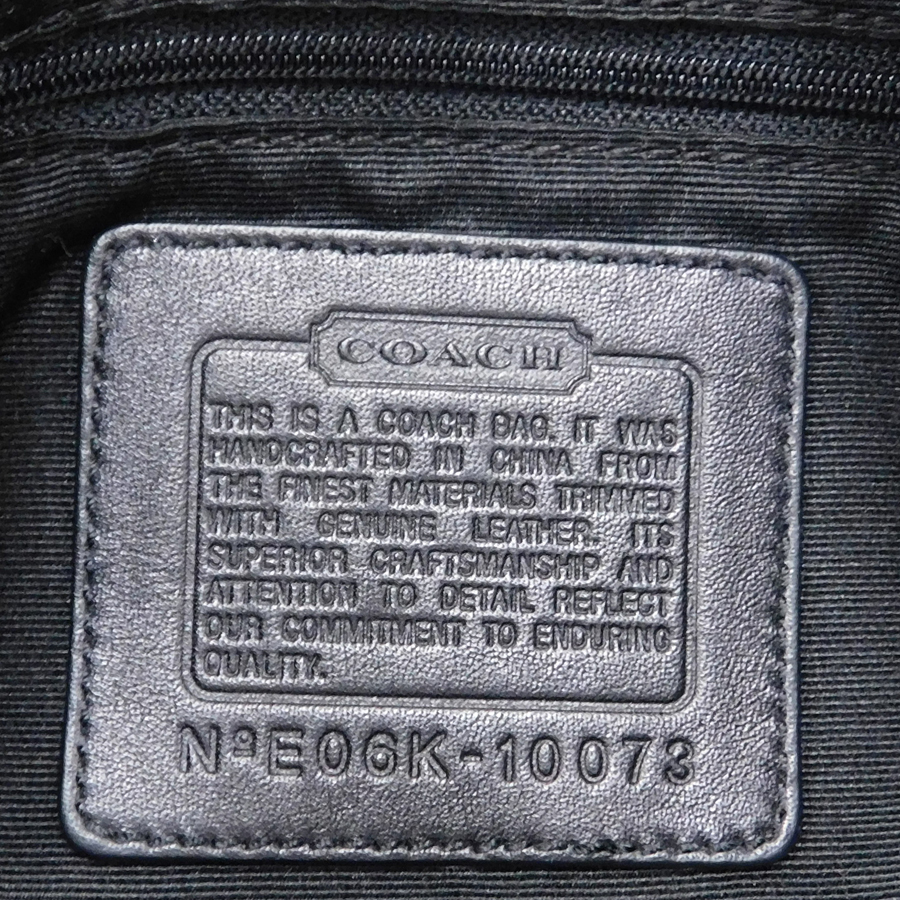 COACH
THIS IS A COACH BAG. IT WAS
HANDCRAFTED IN CHINA FROM
THE FINEST MATERIALS TRIMMED
WITH GENUINE LEATHER. ITS
SUPERIOR CRAFTSMANSHIP AND
ATTENTION TO DETAIL REFLECT
OUR COMMITMENT TO ENDURING
QUALITY.
Nº E06K-10073